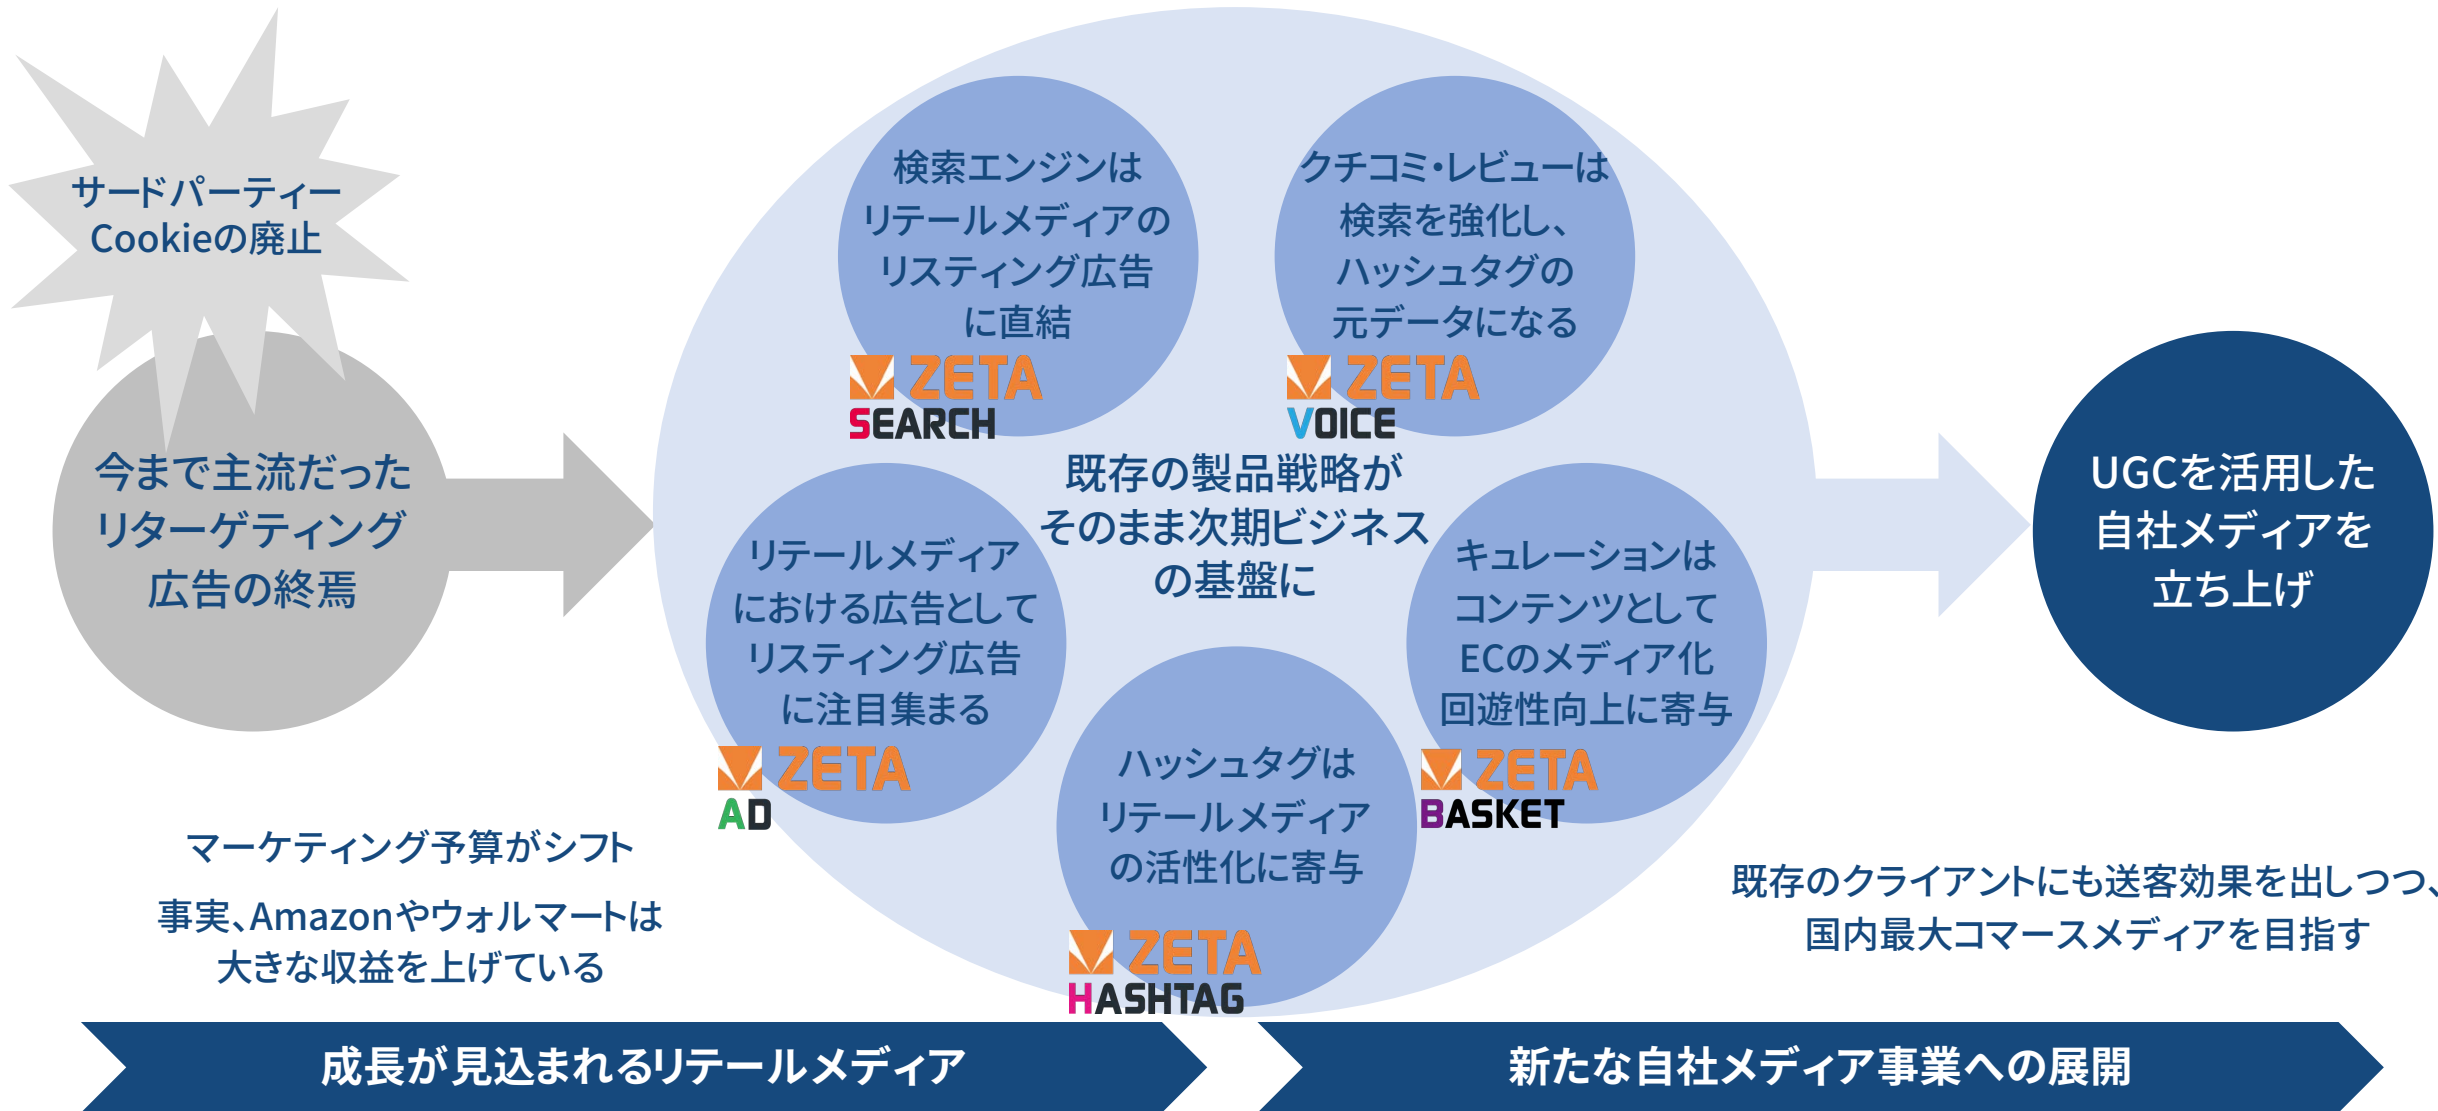 サードパーティー
Cookieの廃止
今まで主流だった
リターゲティング
広告の終焉
マーケティング予算がシフト
事実、Amazonやウォルマートは
大きな収益を上げている
検索エンジンは
リテールメディアの
リスティング広告
に直結
ZETA
SEARCH
クチコミ・レビューは
検索を強化し、
ハッシュタグの
元データになる
ZETA
VOICE
既存の製品戦略が
そのまま次期ビジネス
の基盤に
リテールメディア
における広告として
リスティング広告
に注目集まる
ZETA
AD
ハッシュタグは
リテールメディア
の活性化に寄与
ZETA
HASHTAG
キュレーションは
コンテンツとして
ECのメディア化
回遊性向上に寄与
ZETA
BASKET
UGCを活用した
自社メディアを
立ち上げ
既存のクライアントにも送客効果を出しつつ、
国内最大コマースメディアを目指す
成長が見込まれるリテールメディア
新たな自社メディア事業への展開